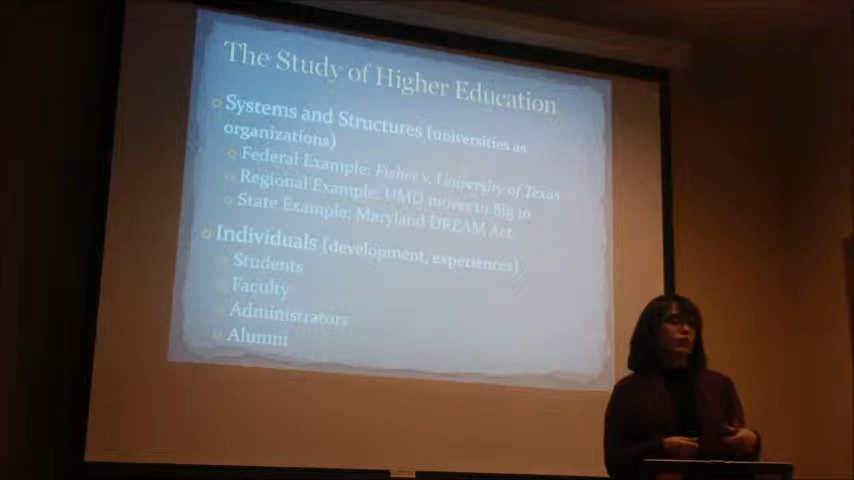 The Study of Higher Education
Systems and Structures (universities as
organizations)
Federal Example: Fisher v. University of Texas
Regional Example: UMD moves to Big 10
State Example: Maryland DREAM Act
Individuals (development, experiences)
Students
Faculty
Administrators
Alumni